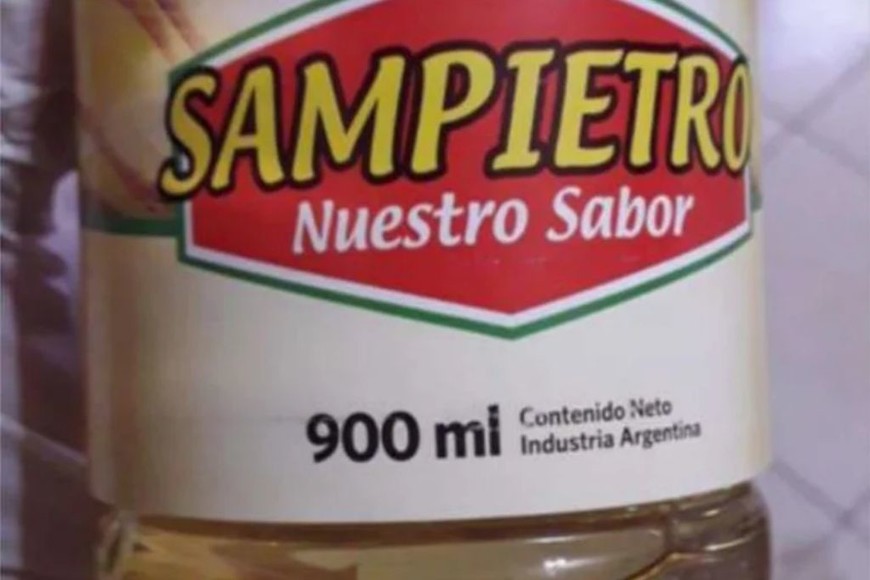 SAMPIETRO
Nuestro Sabor
900 ml
Contenido Neto
Industria Argentina